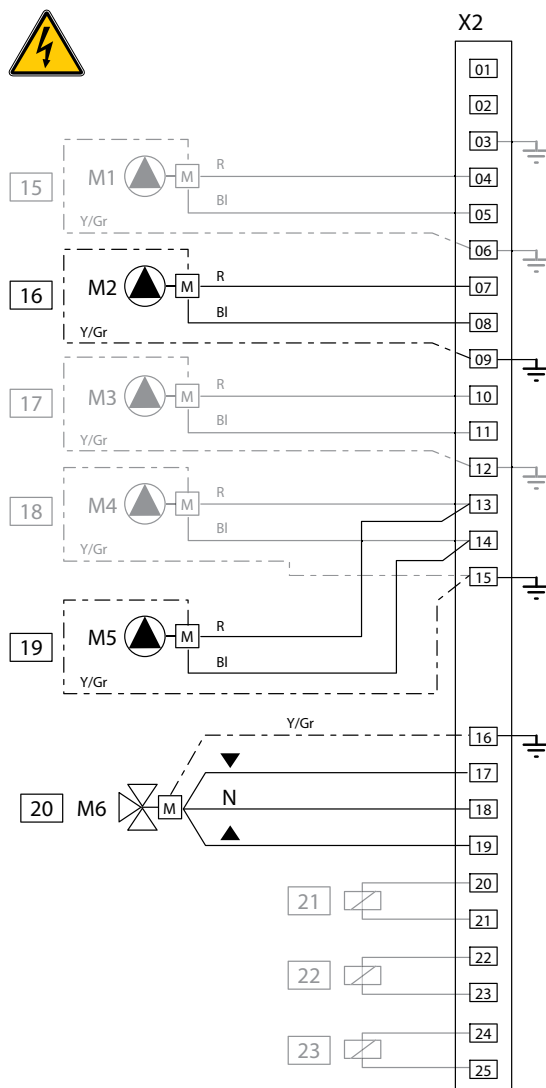 X2
01
02
03
15 M1 M R 04
Bl 05
Y/Gr 06
16 M2 M R 07
Bl 08
Y/Gr 09
17 M3 M R 10
Bl 11
Y/Gr 12
18 M4 M R 13
Bl 14
Y/Gr 15
19 M5 M R
Bl
Y/Gr
Y/Gr 16
17
20 M6 M N 18
19
21 20
21
22 22
23
23 24
25